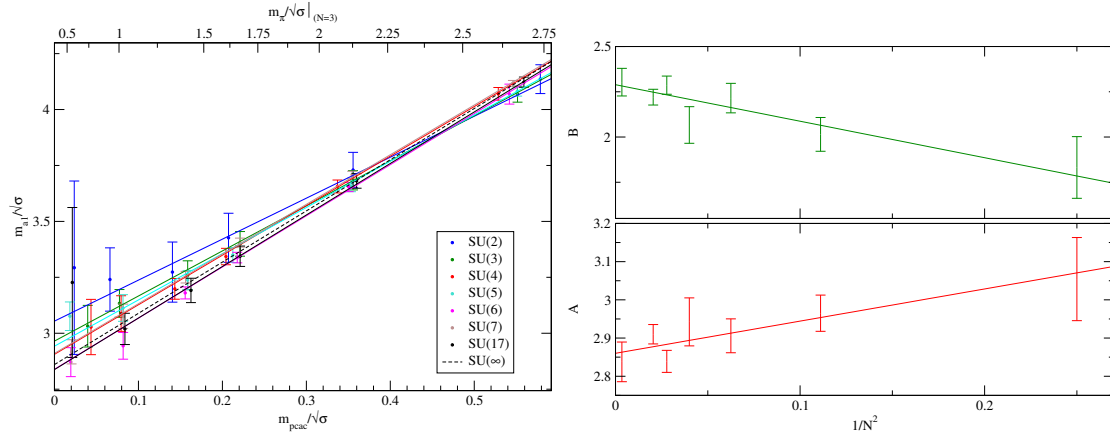 m_π/√σ|_(N=3)
0.5 1 1.5 1.75 2 2.25 2.5 2.75
4
3.5
3
m_a1/√σ
SU(2)
SU(3)
SU(4)
SU(5)
SU(6)
SU(7)
SU(17)
SU(∞)
0 0.1 0.2 0.3 0.4 0.5
m_pcac/√σ
2.5
2
B
3.2
3.1
3
2.9
2.8
A
0 0.1 0.2
1/N²